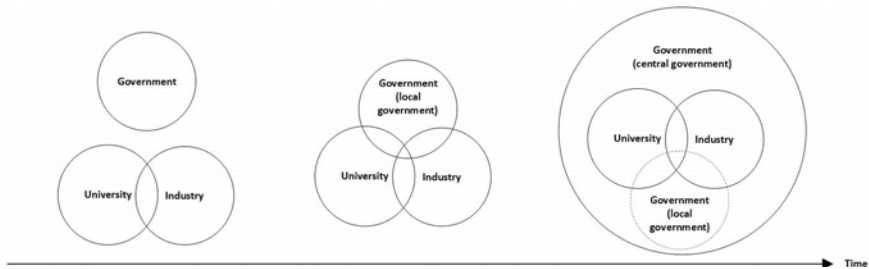 Government
University
Industry
Government
(local
government)
University
Industry
Government
(central government)
University
Industry
Government
(local
government)
Time